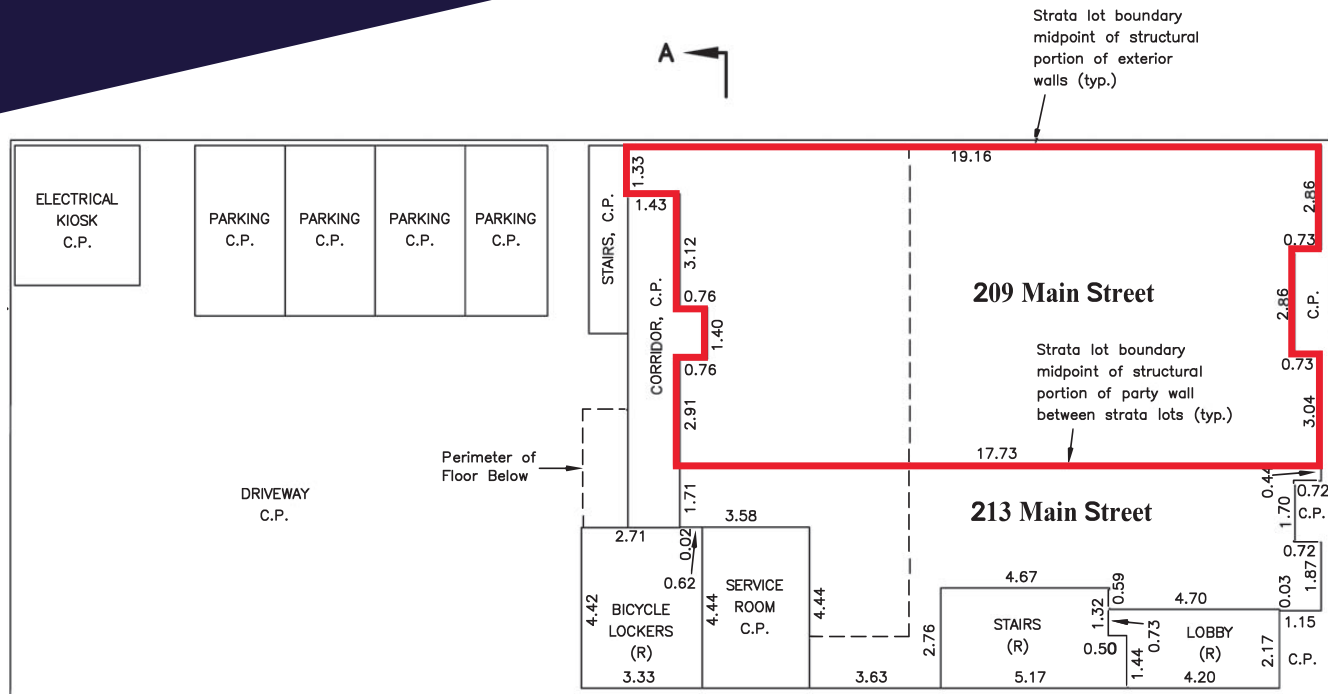 Strata lot boundary
midpoint of structural
portion of exterior
walls (typ.)
A
19.16
ELECTRICAL
KIOSK
C.P.
PARKING
C.P.
PARKING
C.P.
PARKING
C.P.
PARKING
C.P.
STAIRS, C.P.
1.33
1.43
2.86
0.73
3.12
CORRIDOR, C.P.
0.76
1.40
0.76
209 Main Street
2.86
C.P.
0.73
Strata lot boundary
midpoint of structural
portion of party wall
between strata lots (typ.)
2.91
3.04
17.73
Perimeter of
Floor Below
DRIVEWAY
C.P.
1.71
213 Main Street
0.44
0.72
1.70
C.P.
0.72
2.71
0.02
3.58
0.62
1.87
4.42
BICYCLE
LOCKERS
(R)
3.33
4.44
SERVICE
ROOM
C.P.
4.44
3.63
2.76
4.67
0.59
STAIRS
(R)
5.17
1.32
0.73
0.50
1.44
4.70
LOBBY
(R)
4.20
2.17
0.03
1.15
C.P.